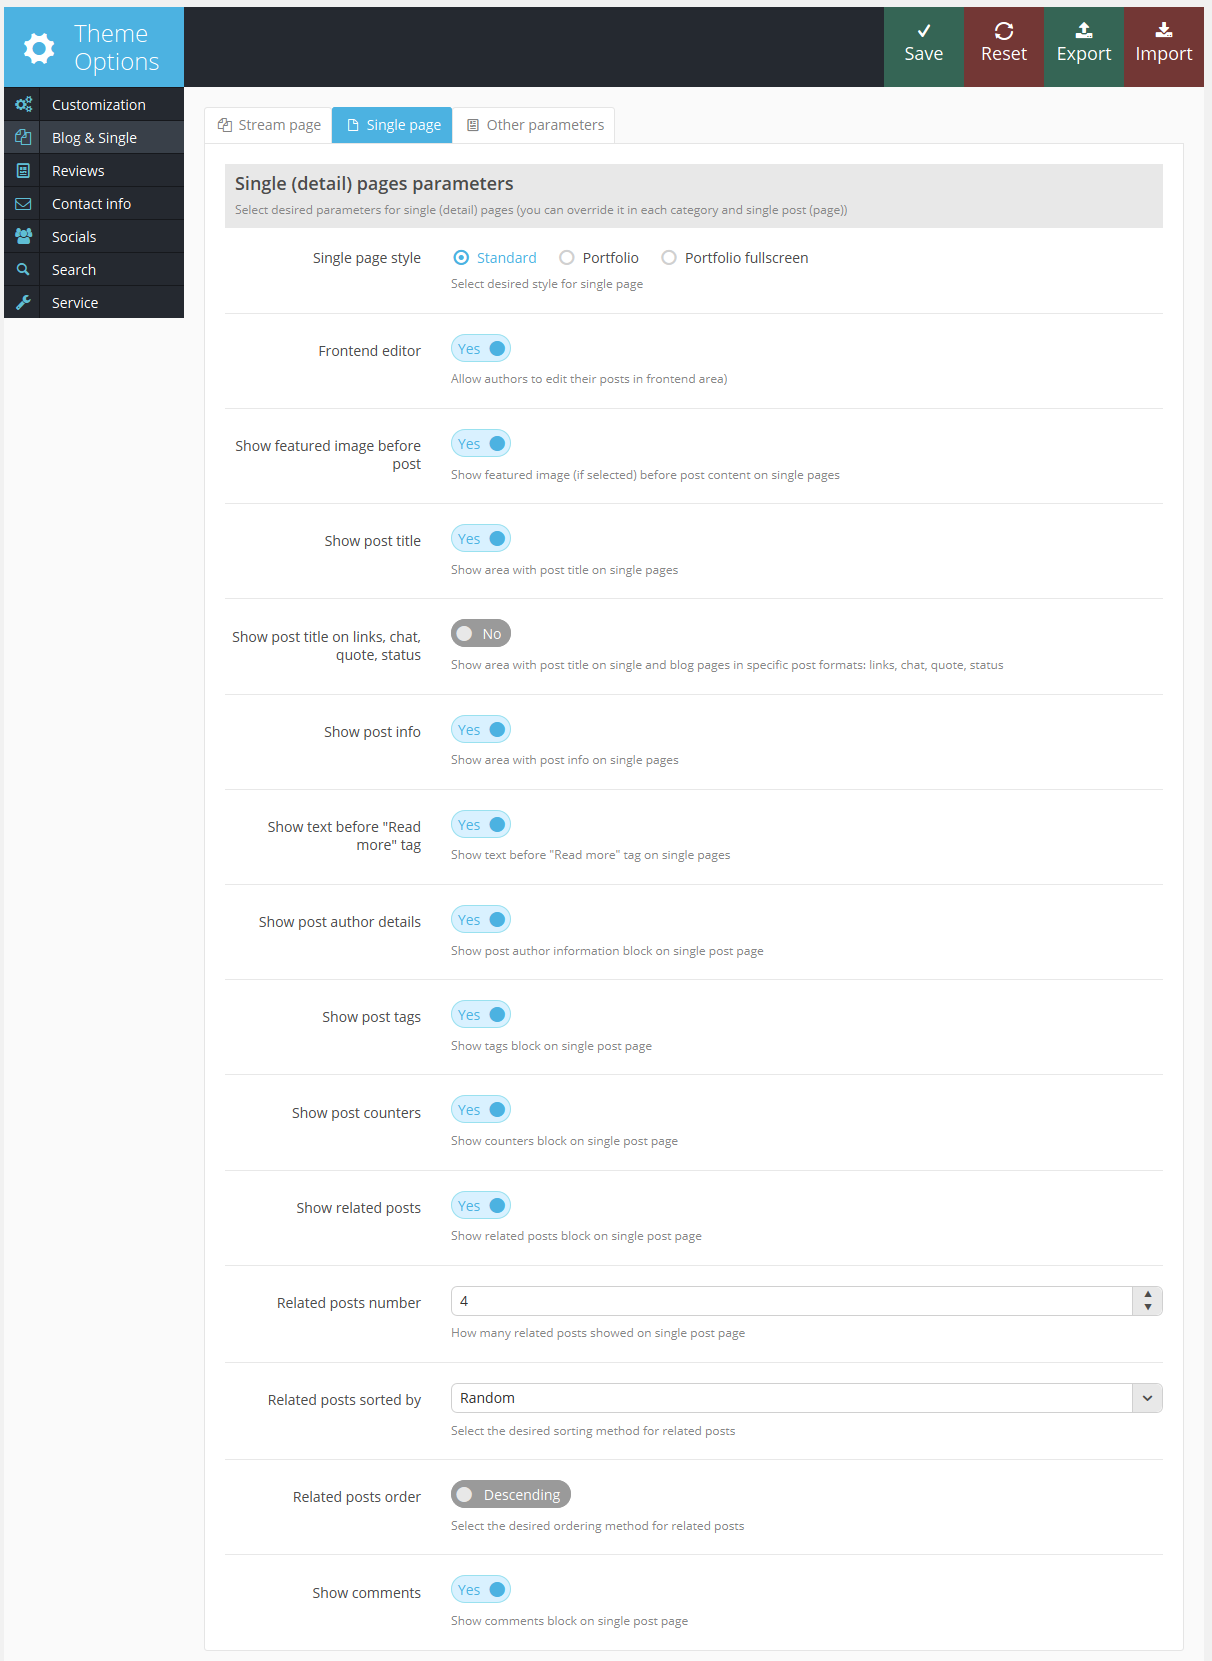 Theme
Options
Save
Reset
Export
Import
Customization
Blog & Single
Reviews
Contact info
Socials
Search
Service
Stream page
Single page
Other parameters
Single (detail) pages parameters
Select desired parameters for single (detail) pages (you can override it in each category and single post (page))
Single page style
Standard
Portfolio
Portfolio fullscreen
Select desired style for single page
Frontend editor
Yes
Allow authors to edit their posts in frontend area)
Show featured image before
post
Yes
Show featured image (if selected) before post content on single pages
Show post title
Yes
Show area with post title on single pages
Show post title on links, chat,
quote, status
No
Show area with post title on single and blog pages in specific post formats: links, chat, quote, status
Show post info
Yes
Show area with post info on single pages
Show text before "Read
more" tag
Yes
Show text before "Read more" tag on single pages
Show post author details
Yes
Show post author information block on single post page
Show post tags
Yes
Show tags block on single post page
Show post counters
Yes
Show counters block on single post page
Show related posts
Yes
Show related posts block on single post page
Related posts number
4
How many related posts showed on single post page
Related posts sorted by
Random
Select the desired sorting method for related posts
Related posts order
Descending
Select the desired ordering method for related posts
Show comments
Yes
Show comments block on single post page